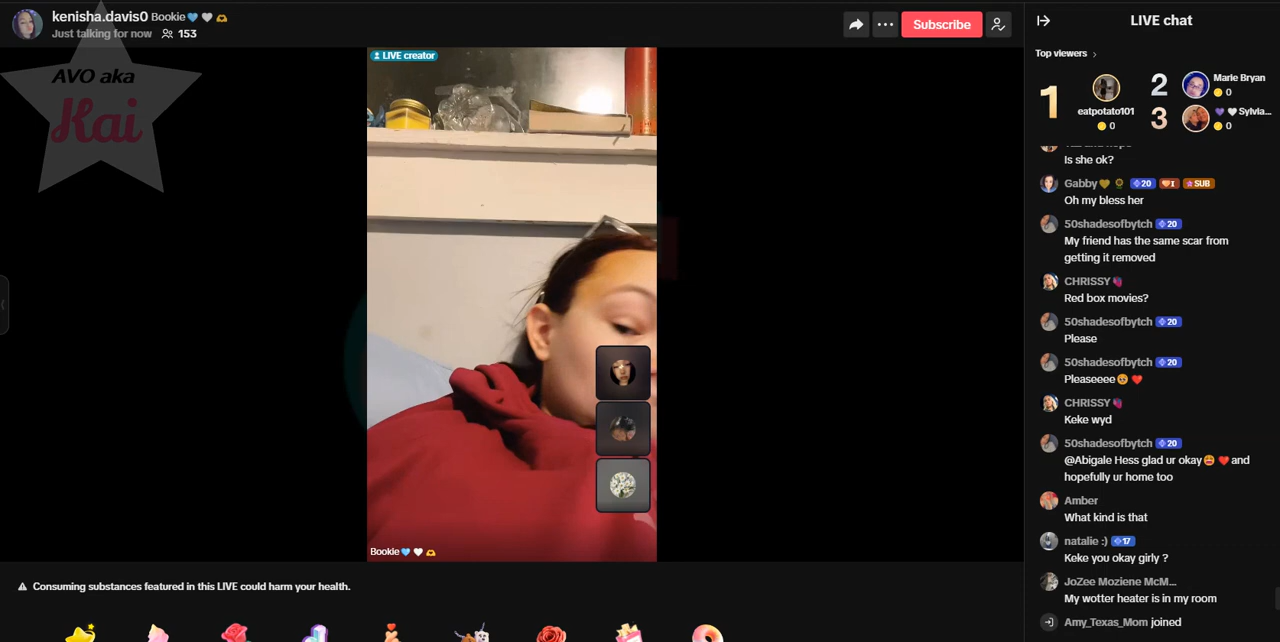 kenisha.davis0 Bookie💙🤍🫶
Just talking for now 153
Subscribe
AVO aka
Kai
LIVE creator
Bookie💙🤍🫶
Consuming substances featured in this LIVE could harm your health.
LIVE chat
Top viewers
1
eatpotato101
0
2
Marie Bryan
0
3
💜🤍Sylvia...
0
Is she ok?
Gabby🤎🌻 20 I SUB
Oh my bless her
50shadesofbytch 20
My friend has the same scar from
getting it removed
CHRISSY
Red box movies?
50shadesofbytch 20
Please
50shadesofbytch 20
Pleaseeee🥺❤️
CHRISSY
Keke wyd
50shadesofbytch 20
@Abigale Hess glad ur okay😩❤️and
hopefully ur home too
Amber
What kind is that
natalie :) 17
Keke you okay girly ?
JoZee Moziene McM...
My wotter heater is in my room
Amy_Texas_Mom joined